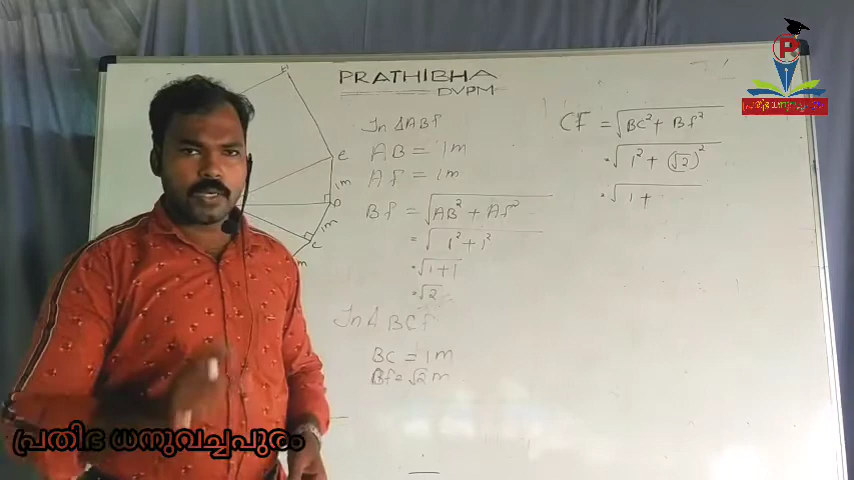 PRATHIBHA
DVPM
In ΔABf
AB = 1m
Af = 1m
Bf = √AB² + Af²
= √1² + 1²
= √1+1
= √2
In Δ BCf
BC = 1m
Bf = √2 m
CF = √BC² + Bf²
= √1² + (√2)²
= √1 +
H
e
1m
D
1m
C
m
P
പ്രതിഭ ധനുവച്ചപുരം